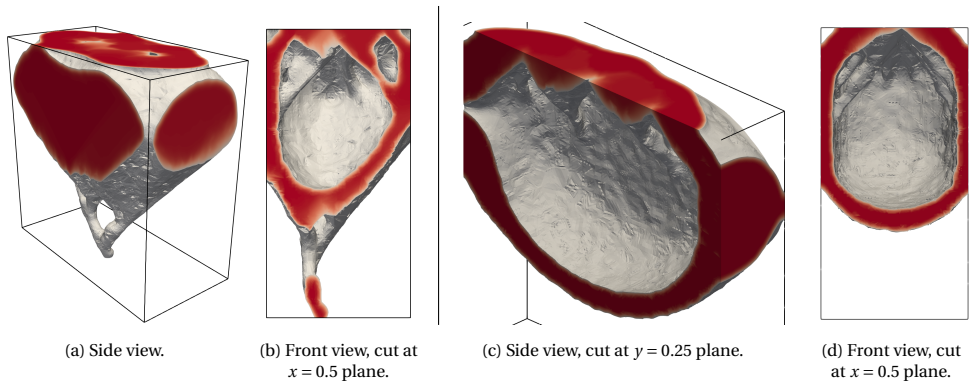 (a) Side view.
(b) Front view, cut at
x = 0.5 plane.
(c) Side view, cut at y = 0.25 plane.
(d) Front view, cut
at x = 0.5 plane.